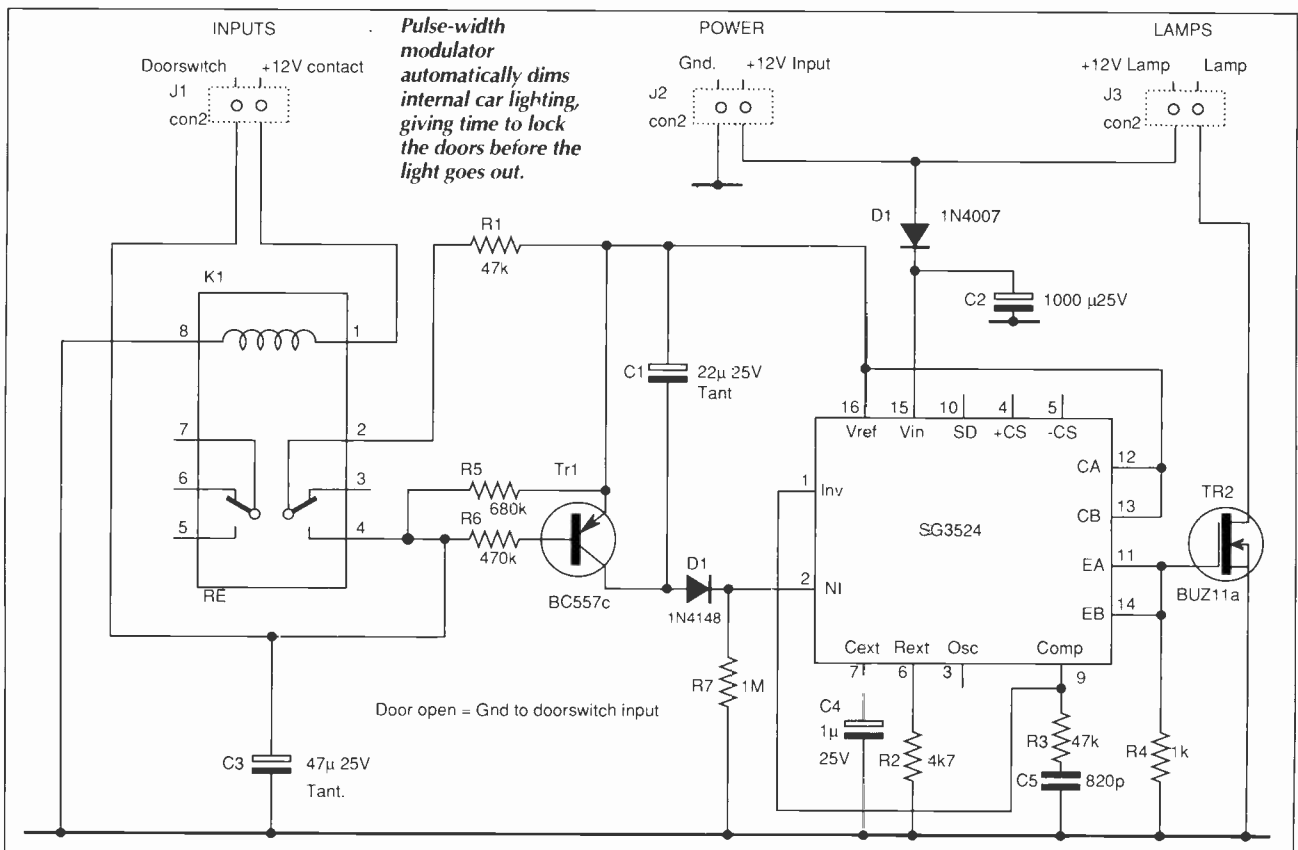 INPUTS
Doorswitch +12V contact
J1
con2
Pulse-width
modulator
automatically dims
internal car lighting,
giving time to lock
the doors before the
light goes out.
POWER
Gnd. +12V Input
J2
con2
LAMPS
+12V Lamp Lamp
J3
con2
D1 1N4007
R1
47k
K1
8 1
C2 1000 µ25V
C1 22µ 25V
Tant
7 2
6 3
5 4
RE
R5
680k
R6
470k
Tr1
BC557c
D1
1N4148
16 15 10 4 5
Vref Vin SD +CS -CS
1 Inv
2 NI
SG3524
CA 12
CB 13
EA 11
EB 14
TR2
BUZ11a
Cext Rext Osc Comp
7 6 3 9
R7 1M
Door open = Gnd to doorswitch input
C4
1µ
25V
R2 4k7
R3 47k
C5 820p
R4 1k
C3 47µ 25V
Tant.